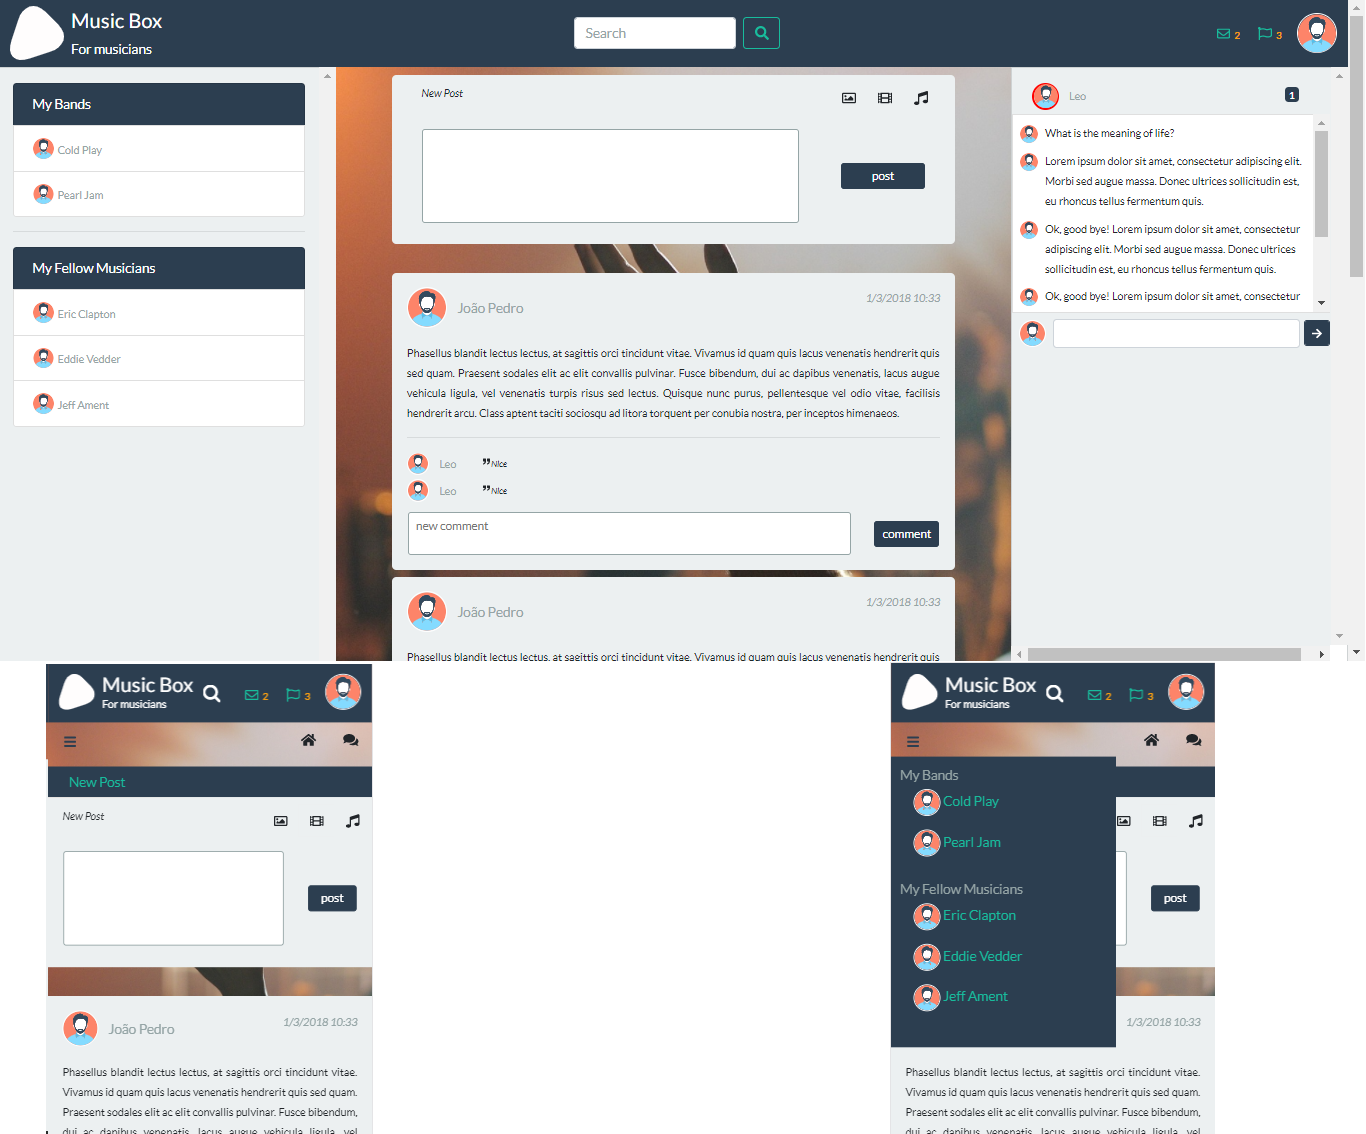 Music Box
For musicians
Search
2
3
My Bands
Cold Play
Pearl Jam
My Fellow Musicians
Eric Clapton
Eddie Vedder
Jeff Ament
New Post
post
João Pedro
1/3/2018 10:33
Phasellus blandit lectus lectus, at sagittis orci tincidunt vitae. Vivamus id quam quis lacus venenatis hendrerit quis
sed quam. Praesent sodales elit ac elit convallis pulvinar. Fusce bibendum, dui ac dapibus venenatis, lacus augue
vehicula ligula, vel venenatis turpis risus sed lectus. Quisque nunc purus, pellentesque vel odio vitae, facilisis
hendrerit arcu. Class aptent taciti sociosqu ad litora torquent per conubia nostra, per inceptos himenaeos.
Leo
Nice
Leo
Nice
new comment
comment
João Pedro
1/3/2018 10:33
Phasellus blandit lectus lectus, at sagittis orci tincidunt vitae. Vivamus id quam quis lacus venenatis hendrerit quis
Leo
1
What is the meaning of life?
Lorem ipsum dolor sit amet, consectetur adipiscing elit.
Morbi sed augue massa. Donec ultrices sollicitudin est,
eu rhoncus tellus fermentum quis.
Ok, good bye! Lorem ipsum dolor sit amet, consectetur
adipiscing elit. Morbi sed augue massa. Donec ultrices
sollicitudin est, eu rhoncus tellus fermentum quis.
Ok, good bye! Lorem ipsum dolor sit amet, consectetur
Music Box
For musicians
2
3
New Post
New Post
post
João Pedro
1/3/2018 10:33
Phasellus blandit lectus lectus, at sagittis orci tincidunt vitae.
Vivamus id quam quis lacus venenatis hendrerit quis sed quam.
Praesent sodales elit ac elit convallis pulvinar. Fusce bibendum,
dui ac dapibus venenatis, lacus augue vehicula ligula, vel
Music Box
For musicians
2
3
My Bands
Cold Play
Pearl Jam
My Fellow Musicians
Eric Clapton
Eddie Vedder
Jeff Ament
post
1/3/2018 10:33
Phasellus blandit lectus lectus, at sagittis orci tincidunt vitae.
Vivamus id quam quis lacus venenatis hendrerit quis sed quam.
Praesent sodales elit ac elit convallis pulvinar. Fusce bibendum,
dui ac dapibus venenatis, lacus augue vehicula ligula, vel